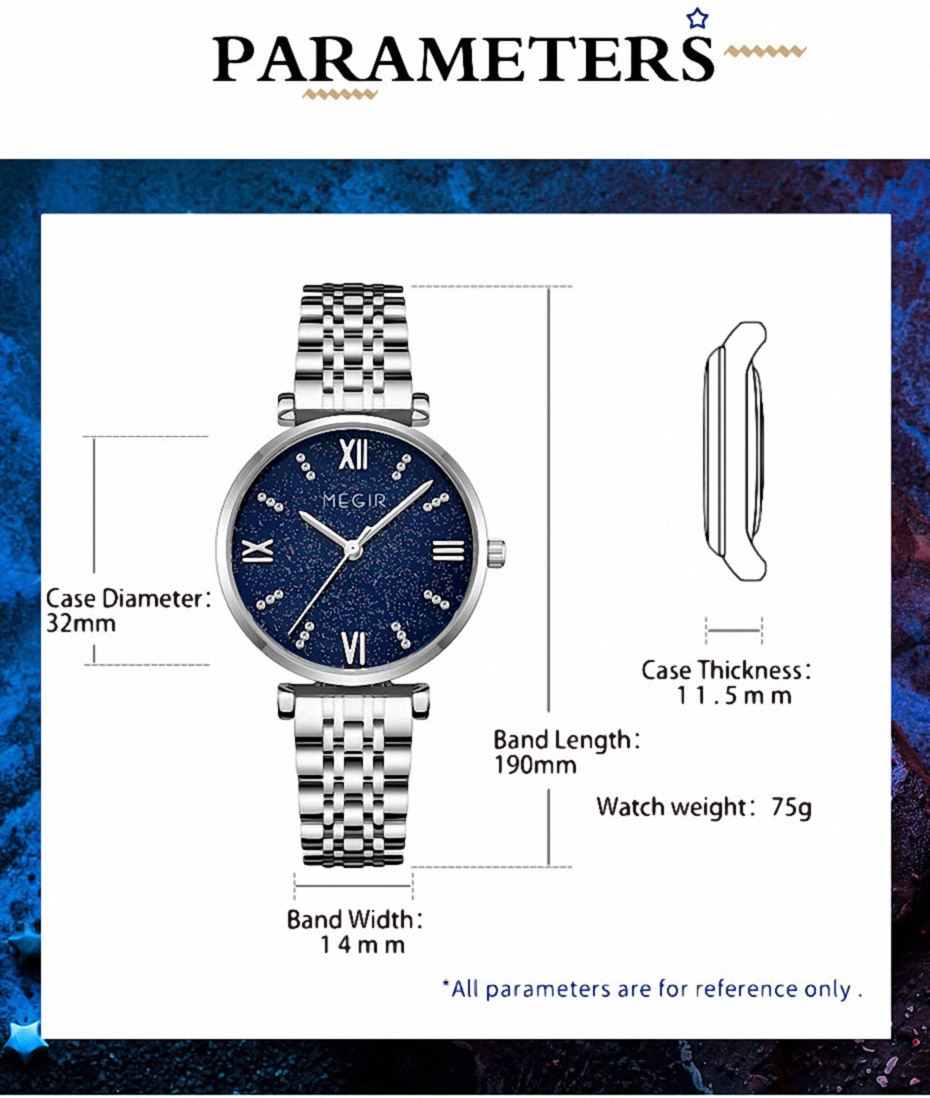 PARAMETERS
XII
MEGIR
IX
III
VI
Case Diameter:
32mm
Case Thickness:
11.5mm
Band Length:
190mm
Watch weight: 75g
Band Width:
14mm
*All parameters are for reference only .